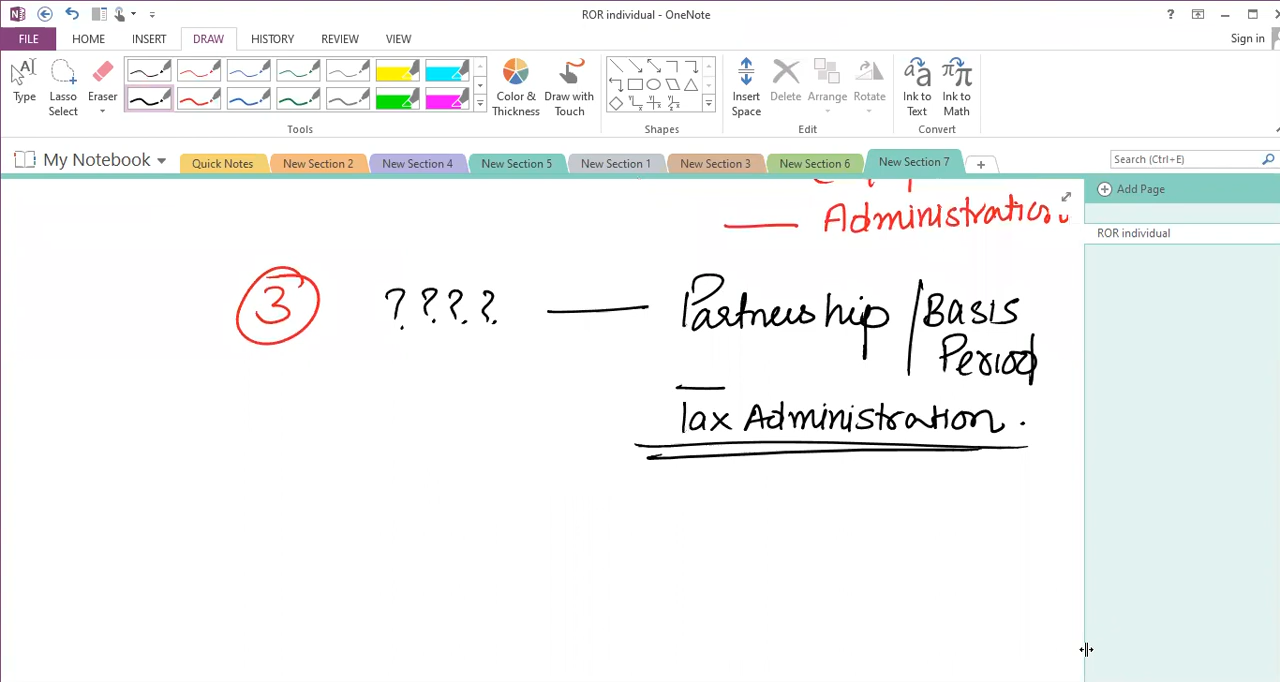 ROR individual - OneNote
?
FILE HOME INSERT DRAW HISTORY REVIEW VIEW Sign in
Type Lasso Select Eraser Color & Thickness Draw with Touch Insert Space Delete Arrange Rotate Ink to Text Ink to Math
Tools Shapes Edit Convert
My Notebook Quick Notes New Section 2 New Section 4 New Section 5 New Section 1 New Section 3 New Section 6 New Section 7 Search (Ctrl+E)
Add Page
ROR individual
Administration.
3 ???? — Partnership / Basis
Period
Tax Administration.